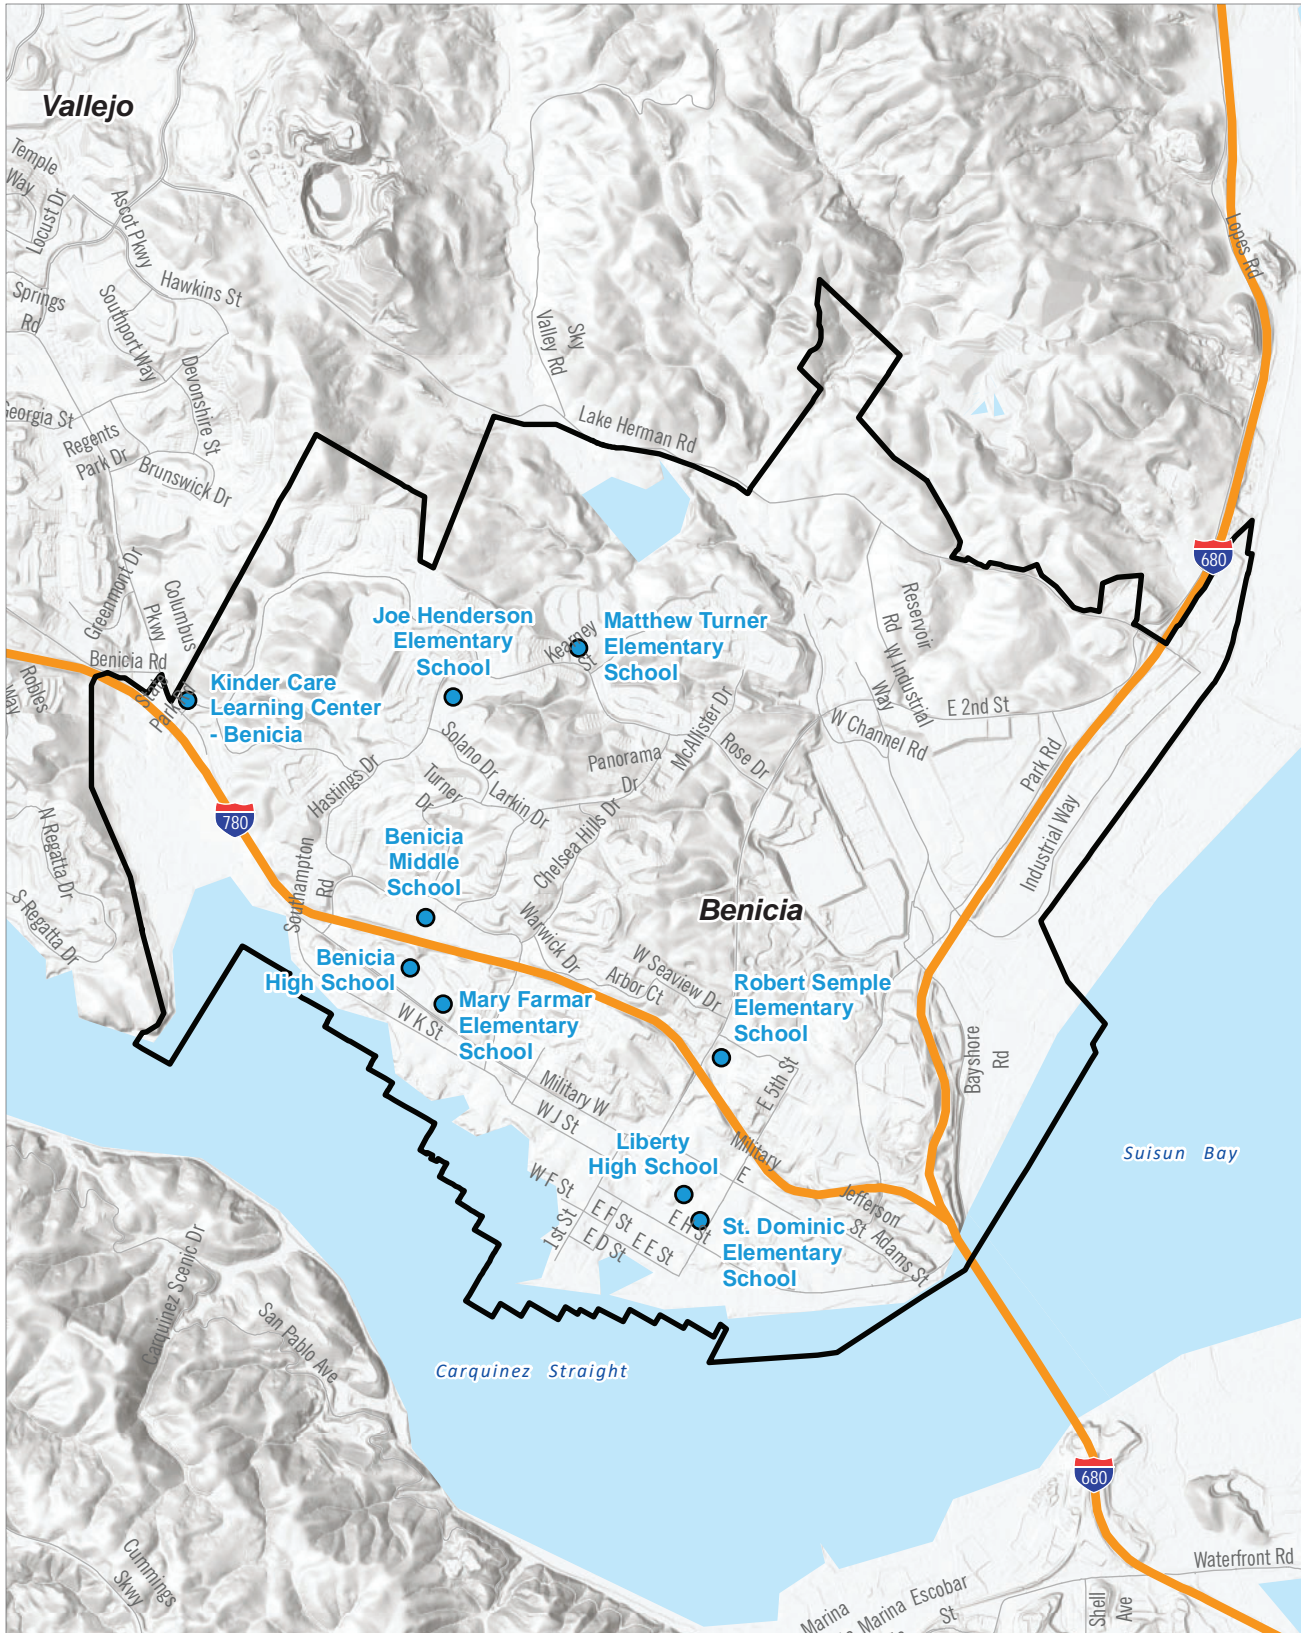 Vallejo
Temple
Way
Locust Dr
Ascot Pkwy
Hawkins St
Springs
Rd
Southport Way
Devonshire St
Georgia St
Regents
Park Dr
Brunswick Dr
Sky
Valley Rd
Lake Herman Rd
Lopes Rd
680
Greenmont Dr
Columbus
Pkwy
Benicia Rd
State
Park
Robles
Way
Kinder Care
Learning Center
- Benicia
Joe Henderson
Elementary
School
Kearney
St
Matthew Turner
Elementary
School
Reservoir
Rd
W Industrial
Way
E 2nd St
W Channel Rd
Park Rd
Industrial Way
McAllister Dr
Rose Dr
Panorama
Dr
Solano Dr
Turner
Dr
Larkin Dr
Hastings Dr
Chelsea Hills Dr
780
N Regatta Dr
S Regatta Dr
Southampton
Rd
Benicia
Middle
School
Warwick Dr
Benicia
W Seaview Dr
Arbor Ct
Benicia
High School
Mary Farmar
Elementary
School
Robert Semple
Elementary
School
W K St
Military W
W J St
E 5th St
Bayshore
Rd
Suisun Bay
Liberty
High School
Military
E
W F St
1st St
E F St
E E St
E D St
E H St
St. Dominic
Elementary
School
Jefferson
St
Adams St
Carquinez Scenic Dr
San Pablo Ave
Carquinez Straight
680
Cummings
Skwy
Waterfront Rd
Marina
Marina
Escobar
St
Shell
Ave